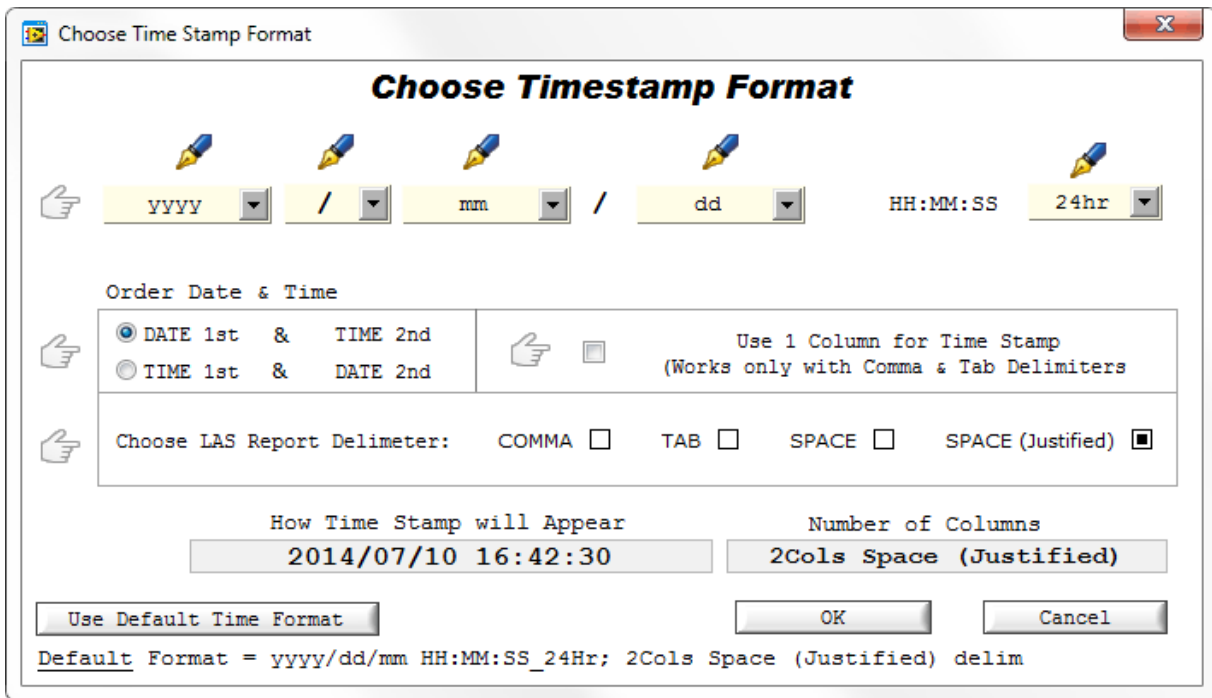 Choose Time Stamp Format
Choose Timestamp Format
yyyy / mm / dd HH:MM:SS 24hr
Order Date & Time
DATE 1st & TIME 2nd
TIME 1st & DATE 2nd
Use 1 Column for Time Stamp
(Works only with Comma & Tab Delimiters
Choose LAS Report Delimeter: COMMA TAB SPACE SPACE (Justified)
How Time Stamp will Appear
2014/07/10 16:42:30
Number of Columns
2Cols Space (Justified)
Use Default Time Format
OK
Cancel
Default Format = yyyy/dd/mm HH:MM:SS_24Hr; 2Cols Space (Justified) delim